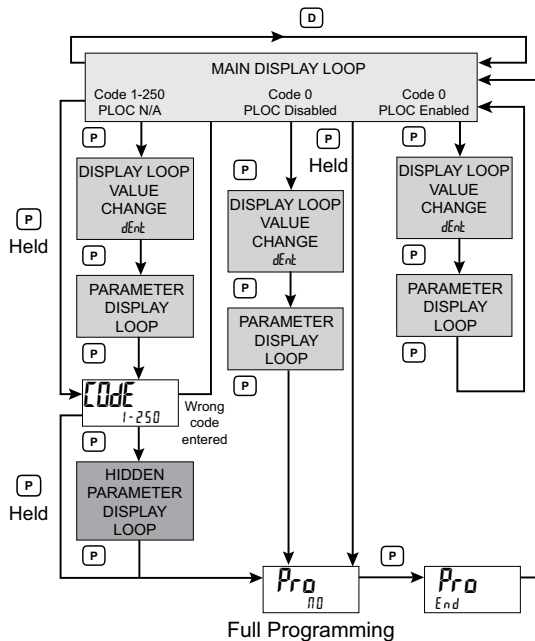 D
MAIN DISPLAY LOOP
Code 1-250
PLOC N/A
Code 0
PLOC Disabled
Code 0
PLOC Enabled
P
P
P
Held
P
P
Held
DISPLAY LOOP
VALUE
CHANGE
dEnt
DISPLAY LOOP
VALUE
CHANGE
dEnt
DISPLAY LOOP
VALUE
CHANGE
dEnt
P
P
P
PARAMETER
DISPLAY
LOOP
PARAMETER
DISPLAY
LOOP
PARAMETER
DISPLAY
LOOP
P
P
P
COdE
1-250
Wrong
code
entered
P
P
Held
HIDDEN
PARAMETER
DISPLAY
LOOP
P
Pro
NO
P
Pro
End
Full Programming